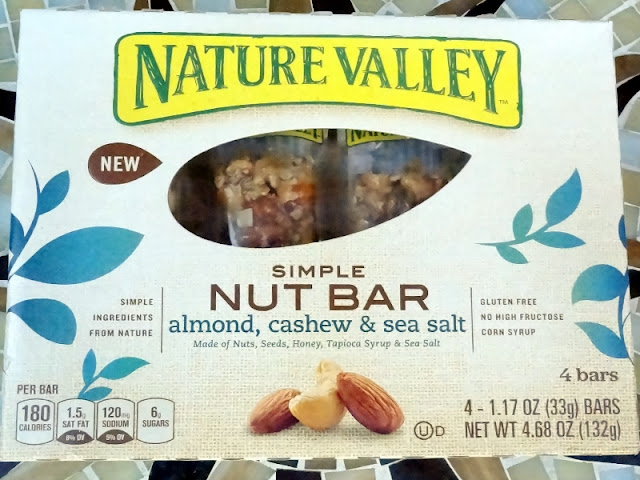 NATURE VALLEY™
NATURE
NEW
SIMPLE
NUT BAR
almond, cashew & sea salt
Made of Nuts, Seeds, Honey, Tapioca Syrup & Sea Salt
SIMPLE
INGREDIENTS
FROM NATURE
GLUTEN FREE
NO HIGH FRUCTOSE
CORN SYRUP
4 bars
4 - 1.17 OZ (33g) BARS
NET WT 4.68 OZ (132g)
U D
PER BAR
180
CALORIES
1.5g
SAT FAT
8% DV
120mg
SODIUM
5% DV
6g
SUGARS